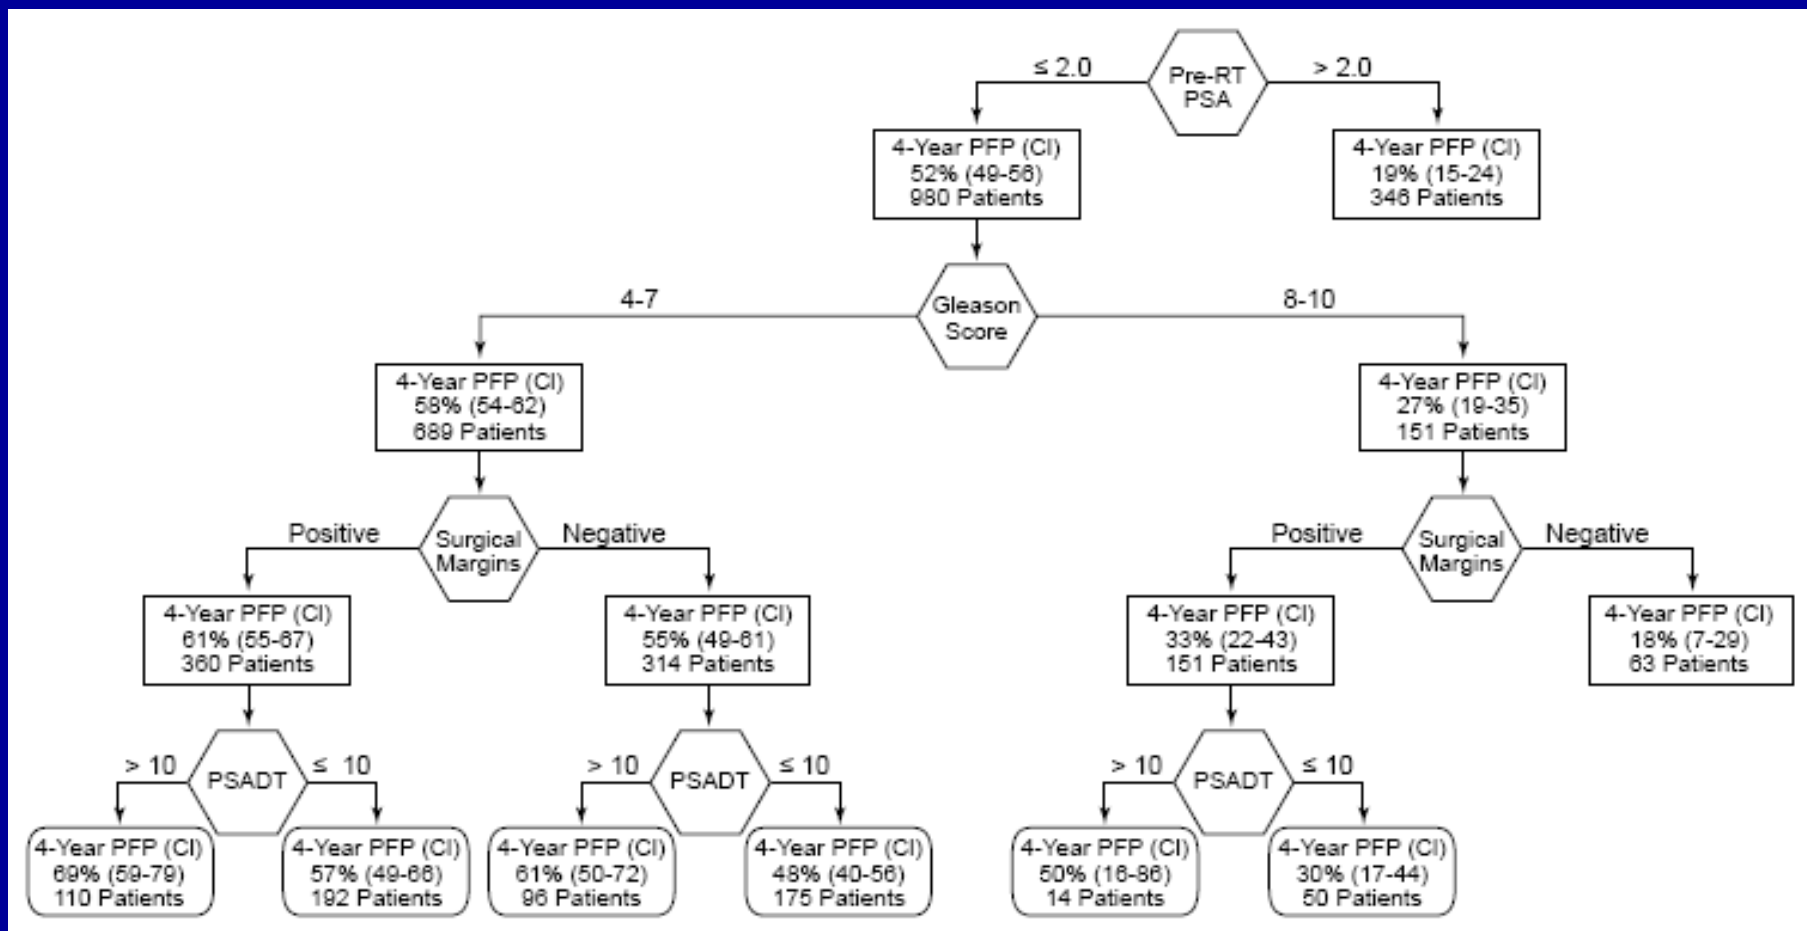 ≤ 2.0
Pre-RT
PSA
> 2.0
4-Year PFP (CI)
52% (49-56)
980 Patients
4-Year PFP (CI)
19% (15-24)
346 Patients
4-7
Gleason
Score
8-10
4-Year PFP (CI)
58% (54-62)
689 Patients
4-Year PFP (CI)
27% (19-35)
151 Patients
Positive
Surgical
Margins
Negative
Positive
Surgical
Margins
Negative
4-Year PFP (CI)
61% (55-67)
360 Patients
4-Year PFP (CI)
55% (49-61)
314 Patients
4-Year PFP (CI)
33% (22-43)
151 Patients
4-Year PFP (CI)
18% (7-29)
63 Patients
> 10
PSADT
≤ 10
> 10
PSADT
≤ 10
> 10
PSADT
≤ 10
4-Year PFP (CI)
69% (59-79)
110 Patients
4-Year PFP (CI)
57% (49-66)
192 Patients
4-Year PFP (CI)
61% (50-72)
96 Patients
4-Year PFP (CI)
48% (40-56)
175 Patients
4-Year PFP (CI)
50% (16-86)
14 Patients
4-Year PFP (CI)
30% (17-44)
50 Patients